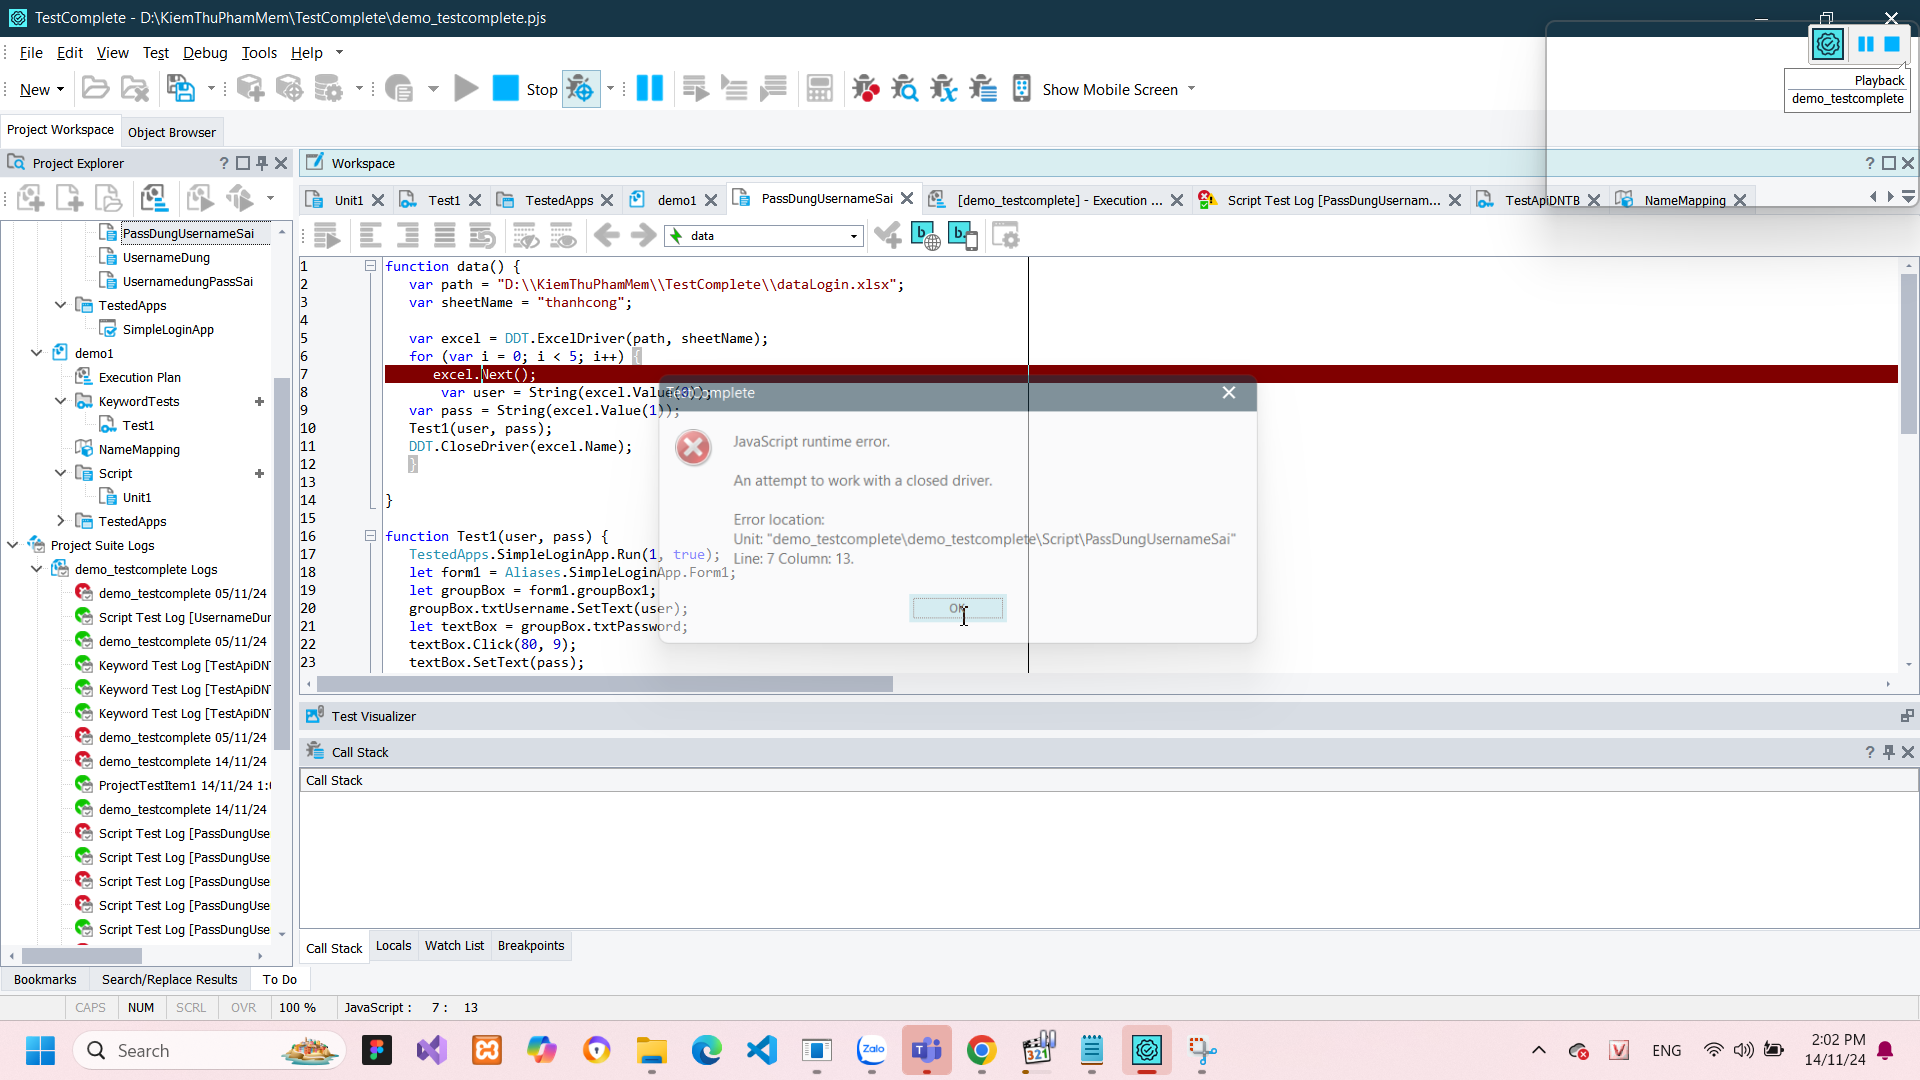 TestComplete - D:\KiemThuPhamMem\TestComplete\demo_testcomplete.pjs
File Edit View Test Debug Tools Help
New Stop Show Mobile Screen
Playback
demo_testcomplete
Project Workspace Object Browser
Project Explorer
Workspace
Unit1 Test1 TestedApps demo1 PassDungUsernameSai [demo_testcomplete] - Execution ... Script Test Log [PassDungUsernam... TestApiDNTB NameMapping
data
PassDungUsernameSai
UsernameDung
UsernamedungPassSai
TestedApps
SimpleLoginApp
demo1
Execution Plan
KeywordTests
Test1
NameMapping
Script
Unit1
TestedApps
Project Suite Logs
demo_testcomplete Logs
demo_testcomplete 05/11/24
Script Test Log [UsernameDur
demo_testcomplete 05/11/24
Keyword Test Log [TestApiDN
Keyword Test Log [TestApiDN
Keyword Test Log [TestApiDN
demo_testcomplete 05/11/24
demo_testcomplete 14/11/24
ProjectTestItem1 14/11/24 1:
demo_testcomplete 14/11/24
Script Test Log [PassDungUse
Script Test Log [PassDungUse
Script Test Log [PassDungUse
Script Test Log [PassDungUse
Script Test Log [PassDungUse
1 function data() {
2 var path = "D:\\KiemThuPhamMem\\TestComplete\\dataLogin.xlsx";
3 var sheetName = "thanhcong";
4
5 var excel = DDT.ExcelDriver(path, sheetName);
6 for (var i = 0; i < 5; i++) {
7 excel.Next();
8 var user = String(excel.Value(0));
9 var pass = String(excel.Value(1));
10 Test1(user, pass);
11 DDT.CloseDriver(excel.Name);
12 }
13
14 }
15
16 function Test1(user, pass) {
17 TestedApps.SimpleLoginApp.Run(1, true);
18 let form1 = Aliases.SimpleLoginApp.Form1;
19 let groupBox = form1.groupBox1;
20 groupBox.txtUsername.SetText(user);
21 let textBox = groupBox.txtPassword;
22 textBox.Click(80, 9);
23 textBox.SetText(pass);
TestComplete
JavaScript runtime error.
An attempt to work with a closed driver.
Error location:
Unit: "demo_testcomplete\demo_testcomplete\Script\PassDungUsernameSai"
Line: 7 Column: 13.
OK
Test Visualizer
Call Stack
Call Stack
Call Stack Locals Watch List Breakpoints
Bookmarks Search/Replace Results To Do
CAPS NUM SCRL OVR 100 % JavaScript : 7 : 13
Search
Zalo
321
ENG
2:02 PM
14/11/24